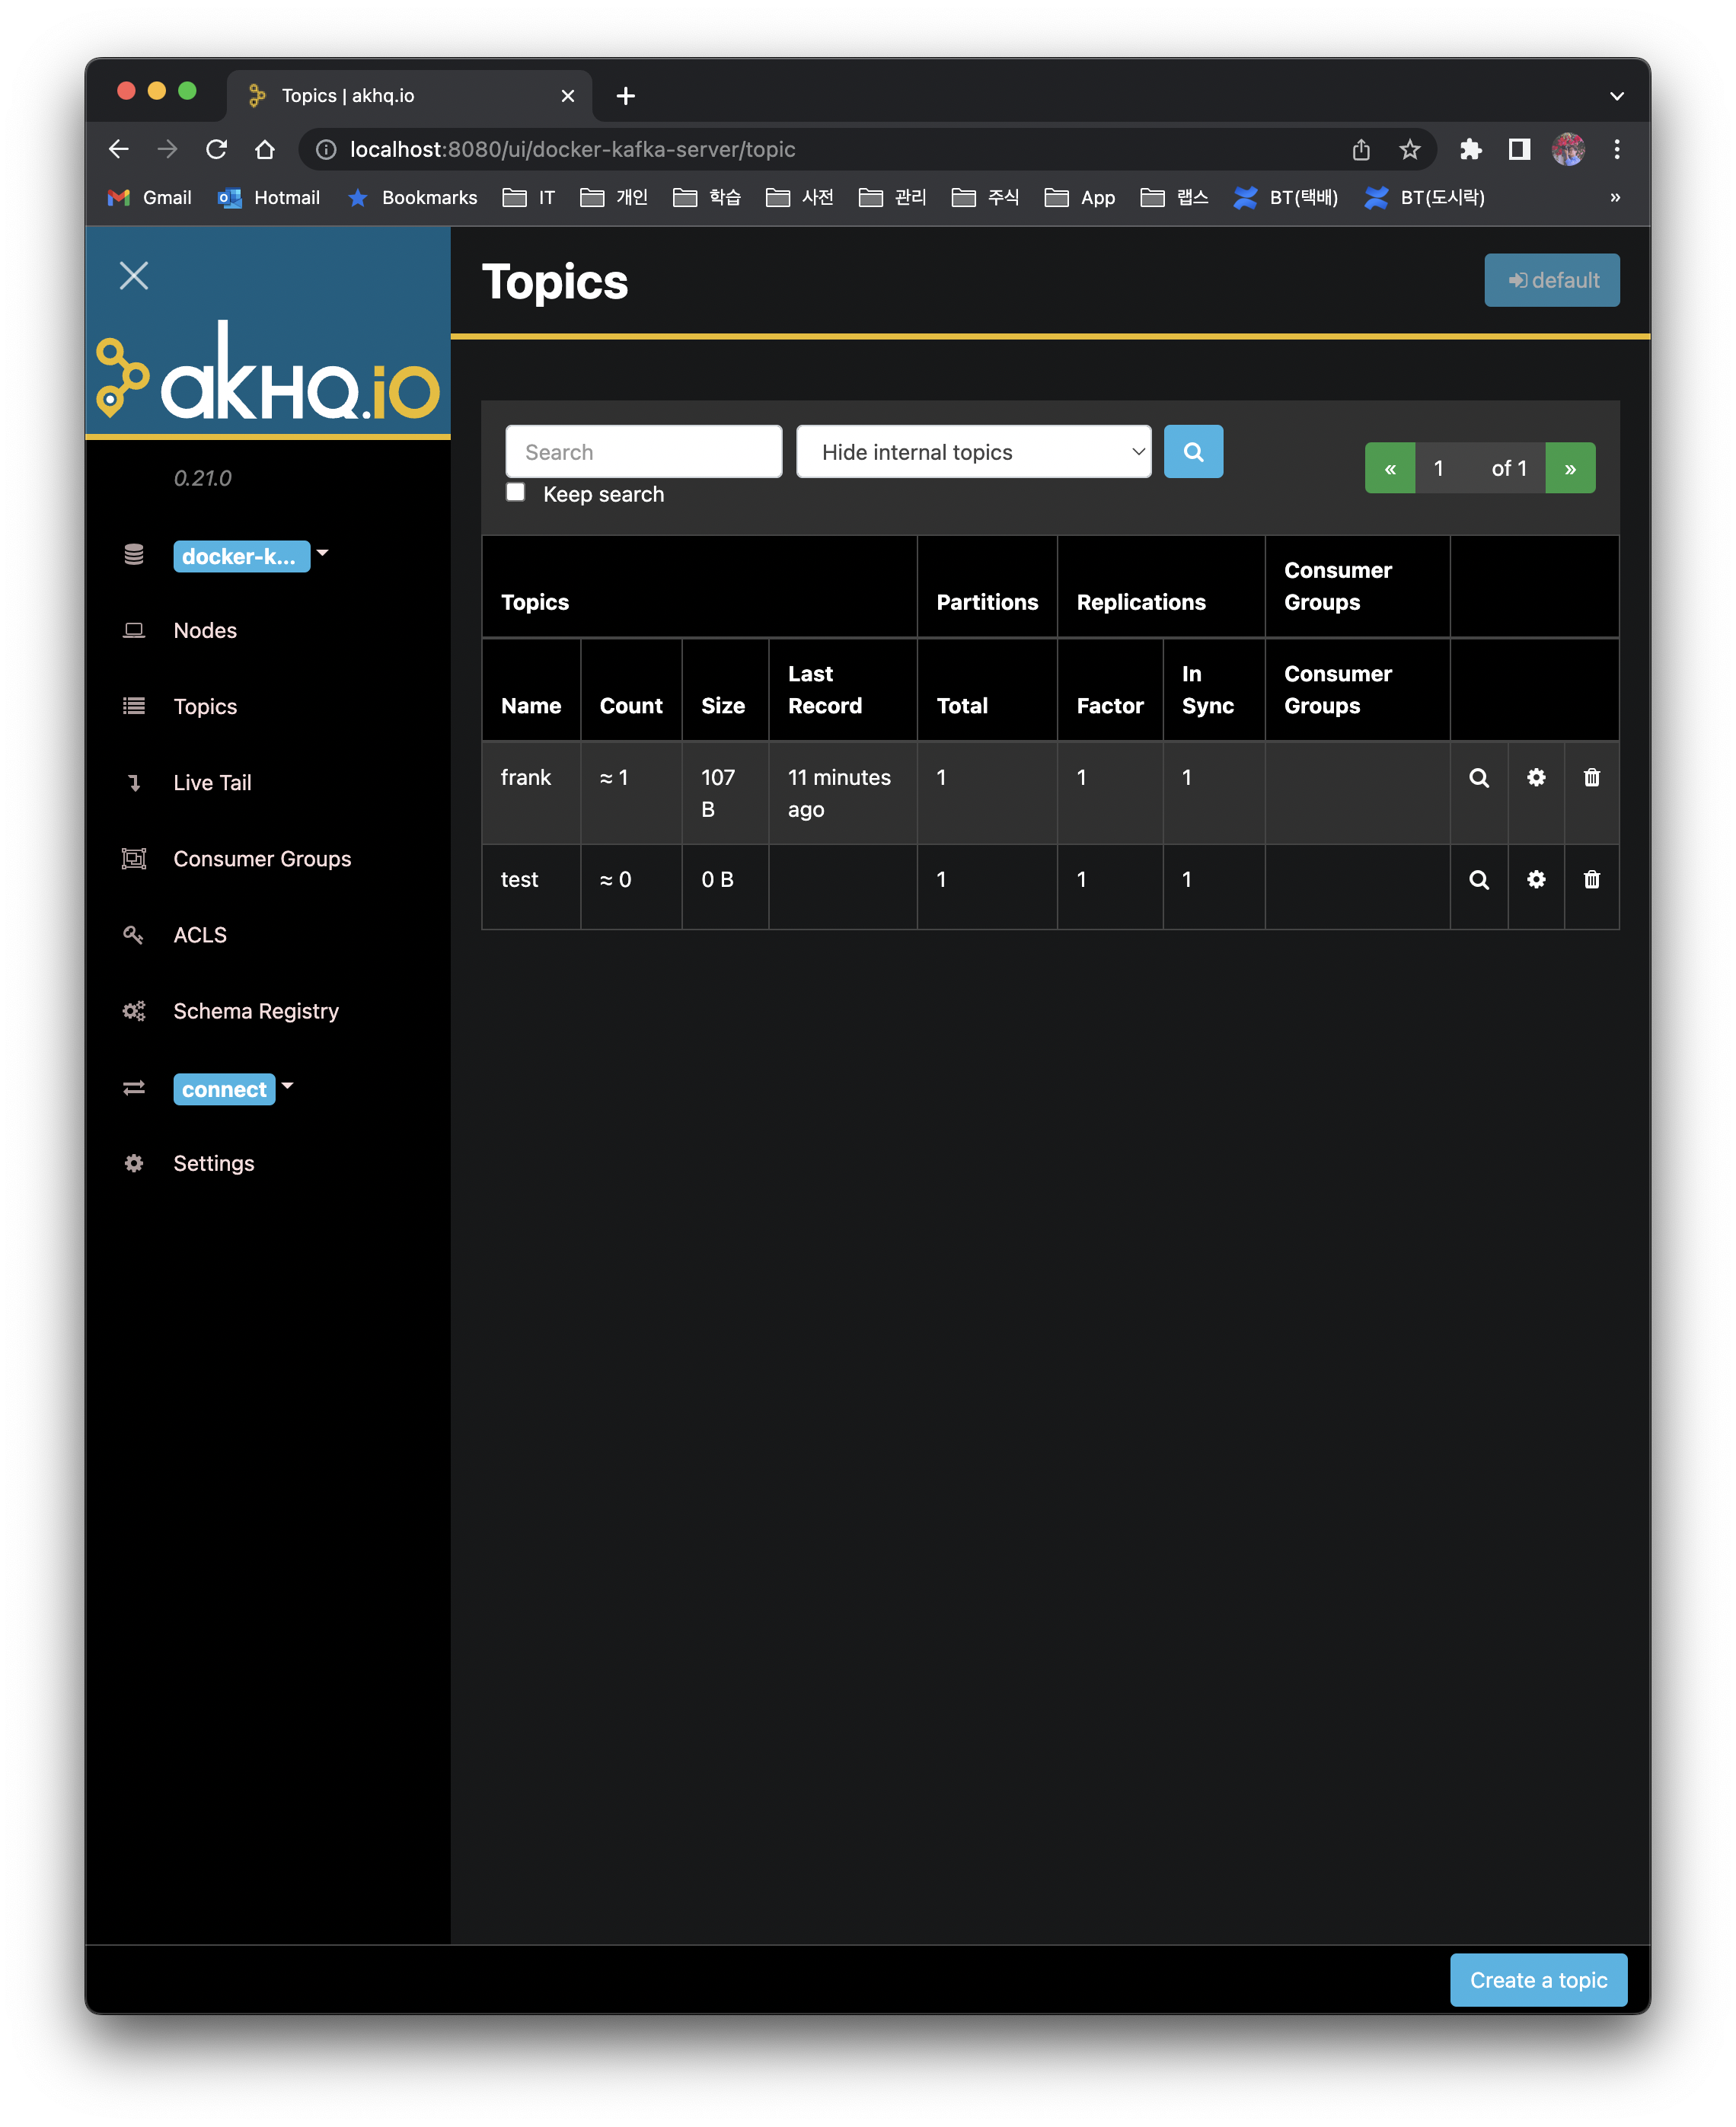 Topics | akhq.io
localhost:8080/ui/docker-kafka-server/topic
Gmail Hotmail Bookmarks IT 개인 학습 사전 관리 주식 App 랩스 BT(택배) BT(도시락) »
akHQ.io
0.21.0
docker-k...
Nodes
Topics
Live Tail
Consumer Groups
ACLS
Schema Registry
connect
Settings
Topics
default
Search
Hide internal topics
Keep search
« 1 of 1 »
Topics Partitions Replications Consumer Groups
Name Count Size Last Record Total Factor In Sync Consumer Groups
frank ≈ 1 107 B 11 minutes ago 1 1 1
test ≈ 0 0 B 1 1 1
Create a topic